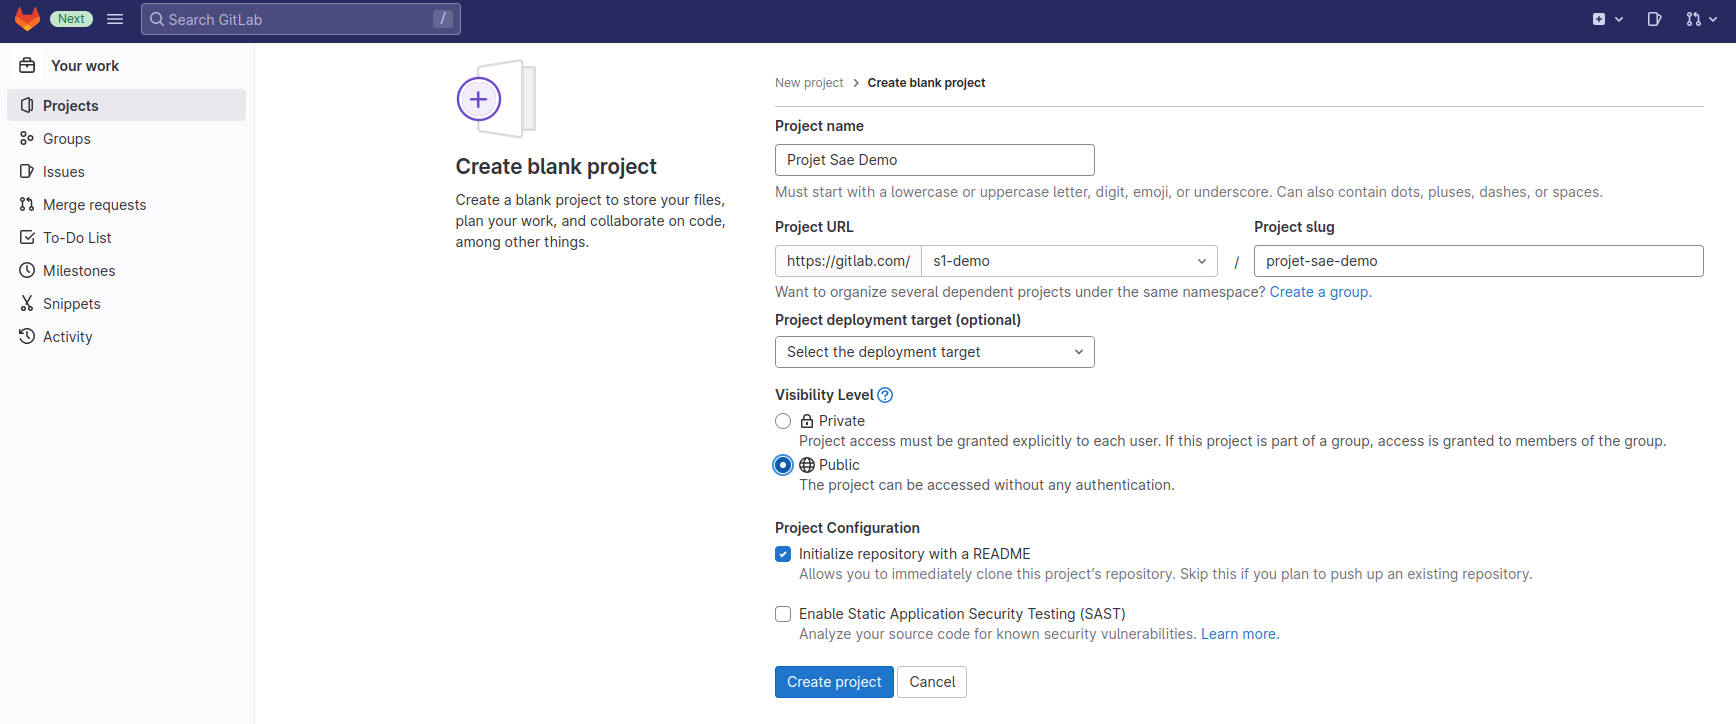 Next
Search GitLab /
Your work
Projects
Groups
Issues
Merge requests
To-Do List
Milestones
Snippets
Activity
Create blank project
Create a blank project to store your files,
plan your work, and collaborate on code,
among other things.
New project > Create blank project
Project name
Projet Sae Demo
Must start with a lowercase or uppercase letter, digit, emoji, or underscore. Can also contain dots, pluses, dashes, or spaces.
Project URL
Project slug
https://gitlab.com/ s1-demo / projet-sae-demo
Want to organize several dependent projects under the same namespace? Create a group.
Project deployment target (optional)
Select the deployment target
Visibility Level ?
Private
Project access must be granted explicitly to each user. If this project is part of a group, access is granted to members of the group.
Public
The project can be accessed without any authentication.
Project Configuration
Initialize repository with a README
Allows you to immediately clone this project's repository. Skip this if you plan to push up an existing repository.
Enable Static Application Security Testing (SAST)
Analyze your source code for known security vulnerabilities. Learn more.
Create project
Cancel